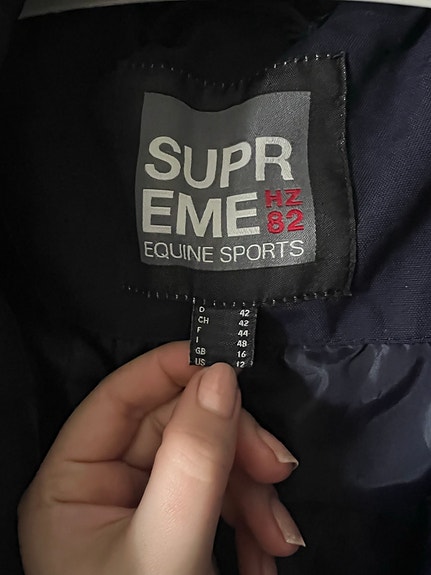 SUPR
EME HZ
82
EQUINE SPORTS
D 42
CH 42
F 44
I 48
GB 16
US 12